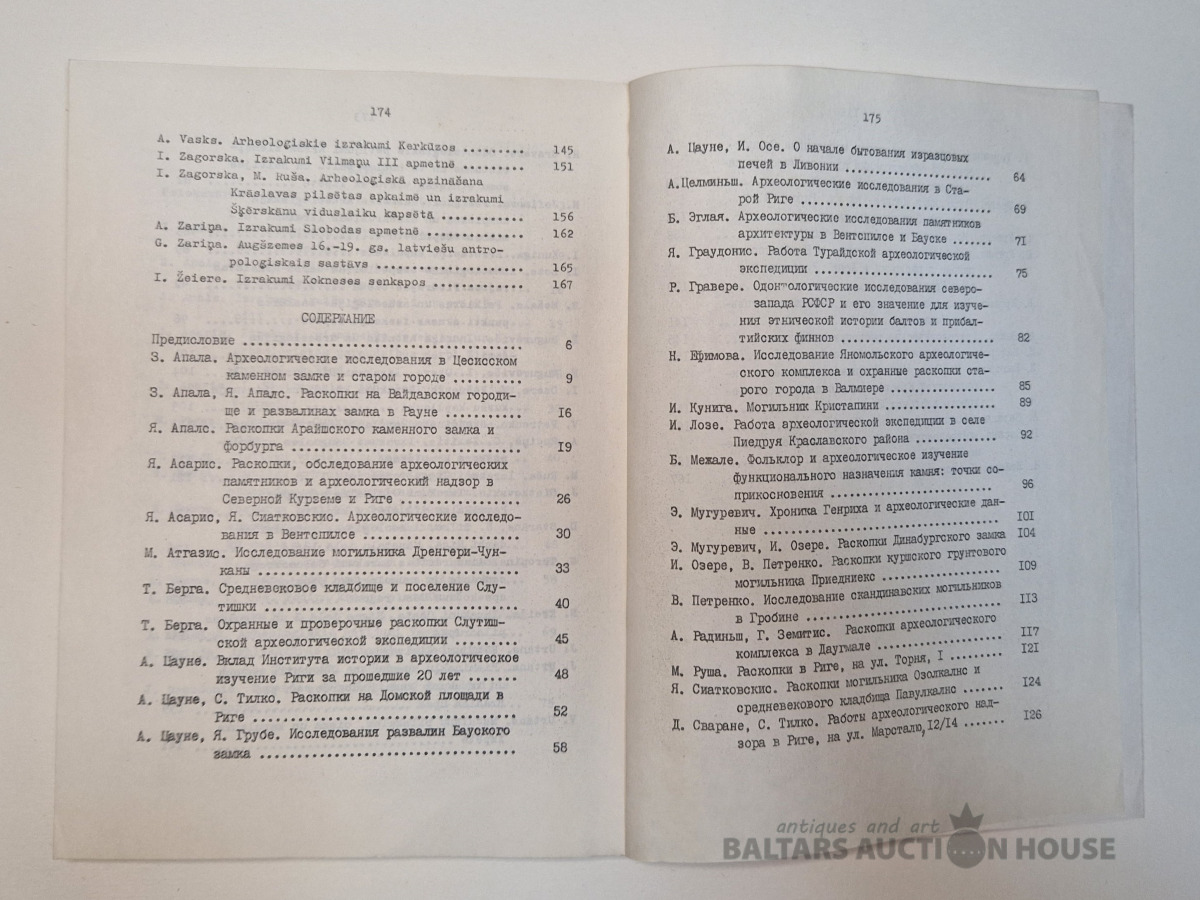 174
A. Vasks. Arheoloģiskie izrakumi Ķerkūzos .......... 145
I. Zagorska. Izrakumi Vilmaņu III apmetnē .......... 151
I. Zagorska, M. Ruša. Arheoloģiskā apzināšana
Krāslavas pilsētas apkaimē un izrakumi
Šķērskānu viduslaiku kapsētā ............ 156
A. Zariņa. Izrakumi Slobodas apmetnē .............. 162
G. Zariņa. Augšzemes 16.-19. gs. latviešu antro-
poloģiskais sastāvs ..................... 165
I. Žeiere. Izrakumi Kokneses senkapos ............. 167
СОДЕРЖАНИЕ
Предисловие ........................................ 6
З. Апала. Археологические исследования в Цесисском
каменном замке и старом городе .......... 9
З. Апала, Я. Апалс. Раскопки на Вайдавском городи-
ще и развалинах замка в Рауне ........... 16
Я. Апалс. Раскопки Арайшского каменного замка и
форбурга ................................ 19
Я. Асарис. Раскопки, обследование археологических
памятников и археологический надзор в
Северной Курземе и Риге ................. 26
Я. Асарис, Я. Сиатковскис. Археологические исследо-
вания в Вентспилсе ...................... 30
М. Атгазис. Исследование могильника Дренгери-Чун-
каны .................................... 33
Т. Берга. Средневековое кладбище и поселение Слу-
тишки ................................... 40
Т. Берга. Охранные и проверочные раскопки Слутиш-
ской археологической экспедиции ......... 45
А. Цауне. Вклад Института истории в археологическое
изучение Риги за прошедшие 20 лет ....... 48
А. Цауне, С. Тилко. Раскопки на Домской площади в
Риге .................................... 52
А. Цауне, Я. Грубе. Исследования развалин Бауского
замка ................................... 58
175
А. Цауне, И. Осе. О начале бытования изразцовых
печей в Ливонии ....................... 64
А.Целминьш. Археологические исследования в Ста-
рой Риге .............................. 69
Б. Эглая. Археологические исследования памятников
архитектуры в Вентспилсе и Бауске ...... 71
Я. Граудонис. Работа Турайдской археологической
экспедиции ............................ 75
Р. Гравере. Одонтологические исследования северо-
запада РСФСР и его значение для изуче-
ния этнической истории балтов и прибал-
тийских финнов ........................ 82
Н. Ефимова. Исследование Яномольского археологиче-
ского комплекса и охранные раскопки ста-
рого города в Валмиере ................ 85
И. Кунига. Могильник Кристапини .................. 89
И. Лозе. Работа археологической экспедиции в селе
Пиедруя Краславского района ............. 92
Б. Межале. Фольклор и археологическое изучение
функционального назначения камня: точки со-
прикосновения ......................... 96
Э. Мугуревич. Хроника Генриха и археологические дан-
ные ................................... 101
Э. Мугуревич, И. Озере. Раскопки Динабургского замка 104
И. Озере, В. Петренко. Раскопки куршского грунтового
могильника Приедниекс ................. 109
В. Петренко. Исследование скандинавских могильников
в Гробине ............................. 113
А. Радиньш, Г. Земитис. Раскопки археологического
комплекса в Даугмале .................. 117
М. Руша. Раскопки в Риге, на ул. Торня, I ......... 121
Я. Сиатковскис. Раскопки могильника Озолкалнс и
средневекового кладбища Павулкалнс ....... 124
Д. Сваране, С. Тилко. Работы археологического над-
зора в Риге, на ул. Марсталю, 12/14 ....... 126
antiques and art
BALTARS AUCTION HOUSE